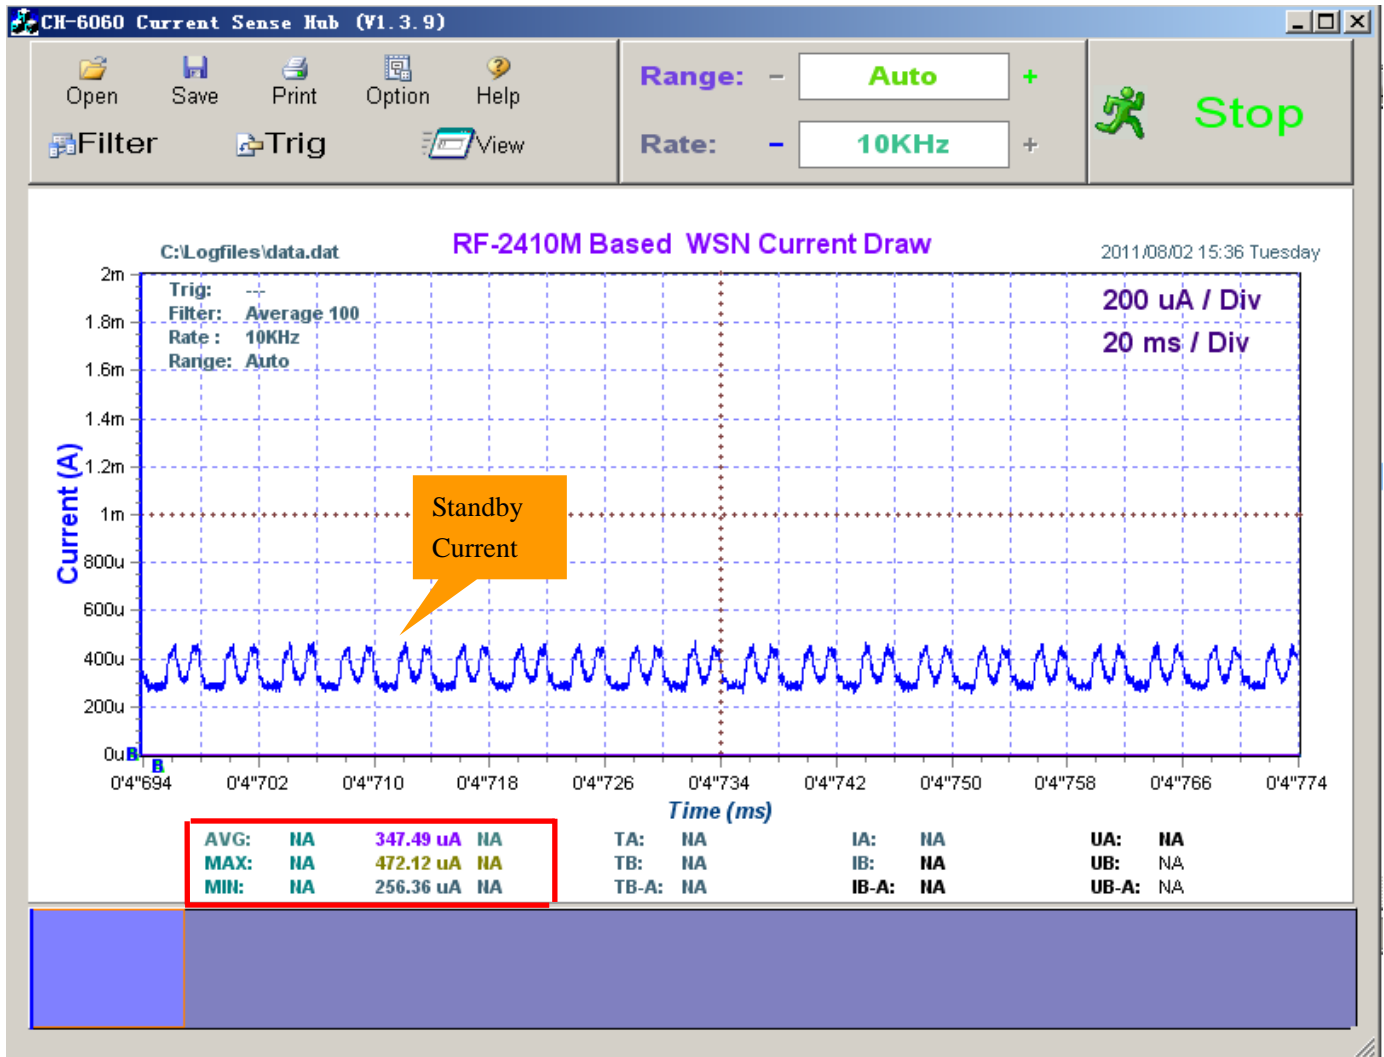 CH-6060 Current Sense Hub (V1.3.9)
Open Save Print Option Help
Filter Trig View
Range: - Auto +
Rate: - 10KHz +
Stop
C:\Logfiles\data.dat
RF-2410M Based WSN Current Draw
2011/08/02 15:36 Tuesday
Trig: ---
Filter: Average 100
Rate : 10KHz
Range: Auto
200 uA / Div
20 ms / Div
Current (A)
2m
1.8m
1.6m
1.4m
1.2m
1m
800u
600u
400u
200u
0u
B
B
Standby
Current
0'4"694 0'4"702 0'4"710 0'4"718 0'4"726 0'4"734 0'4"742 0'4"750 0'4"758 0'4"766 0'4"774
Time (ms)
AVG: NA 347.49 uA NA TA: NA IA: NA UA: NA
MAX: NA 472.12 uA NA TB: NA IB: NA UB: NA
MIN: NA 256.36 uA NA TB-A: NA IB-A: NA UB-A: NA